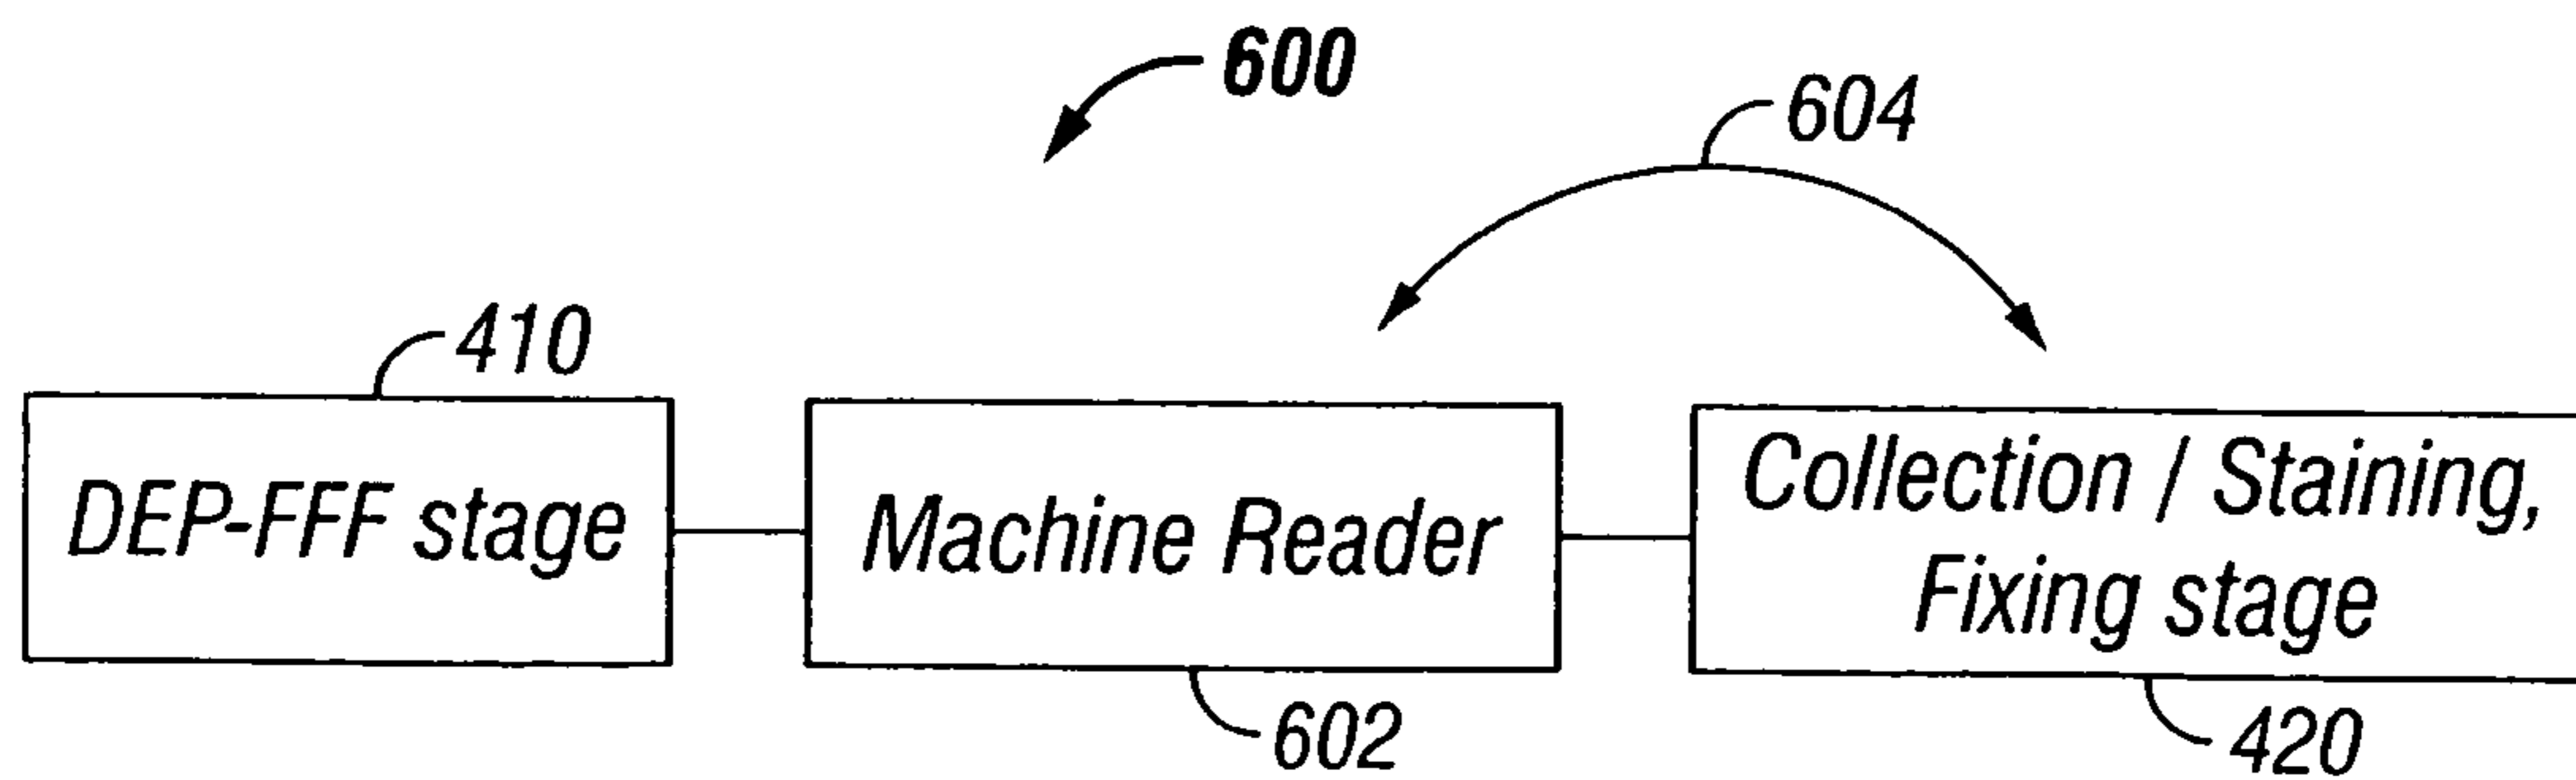 600
604
410
DEP-FFF stage
Machine Reader
Collection / Staining,
Fixing stage
602
420